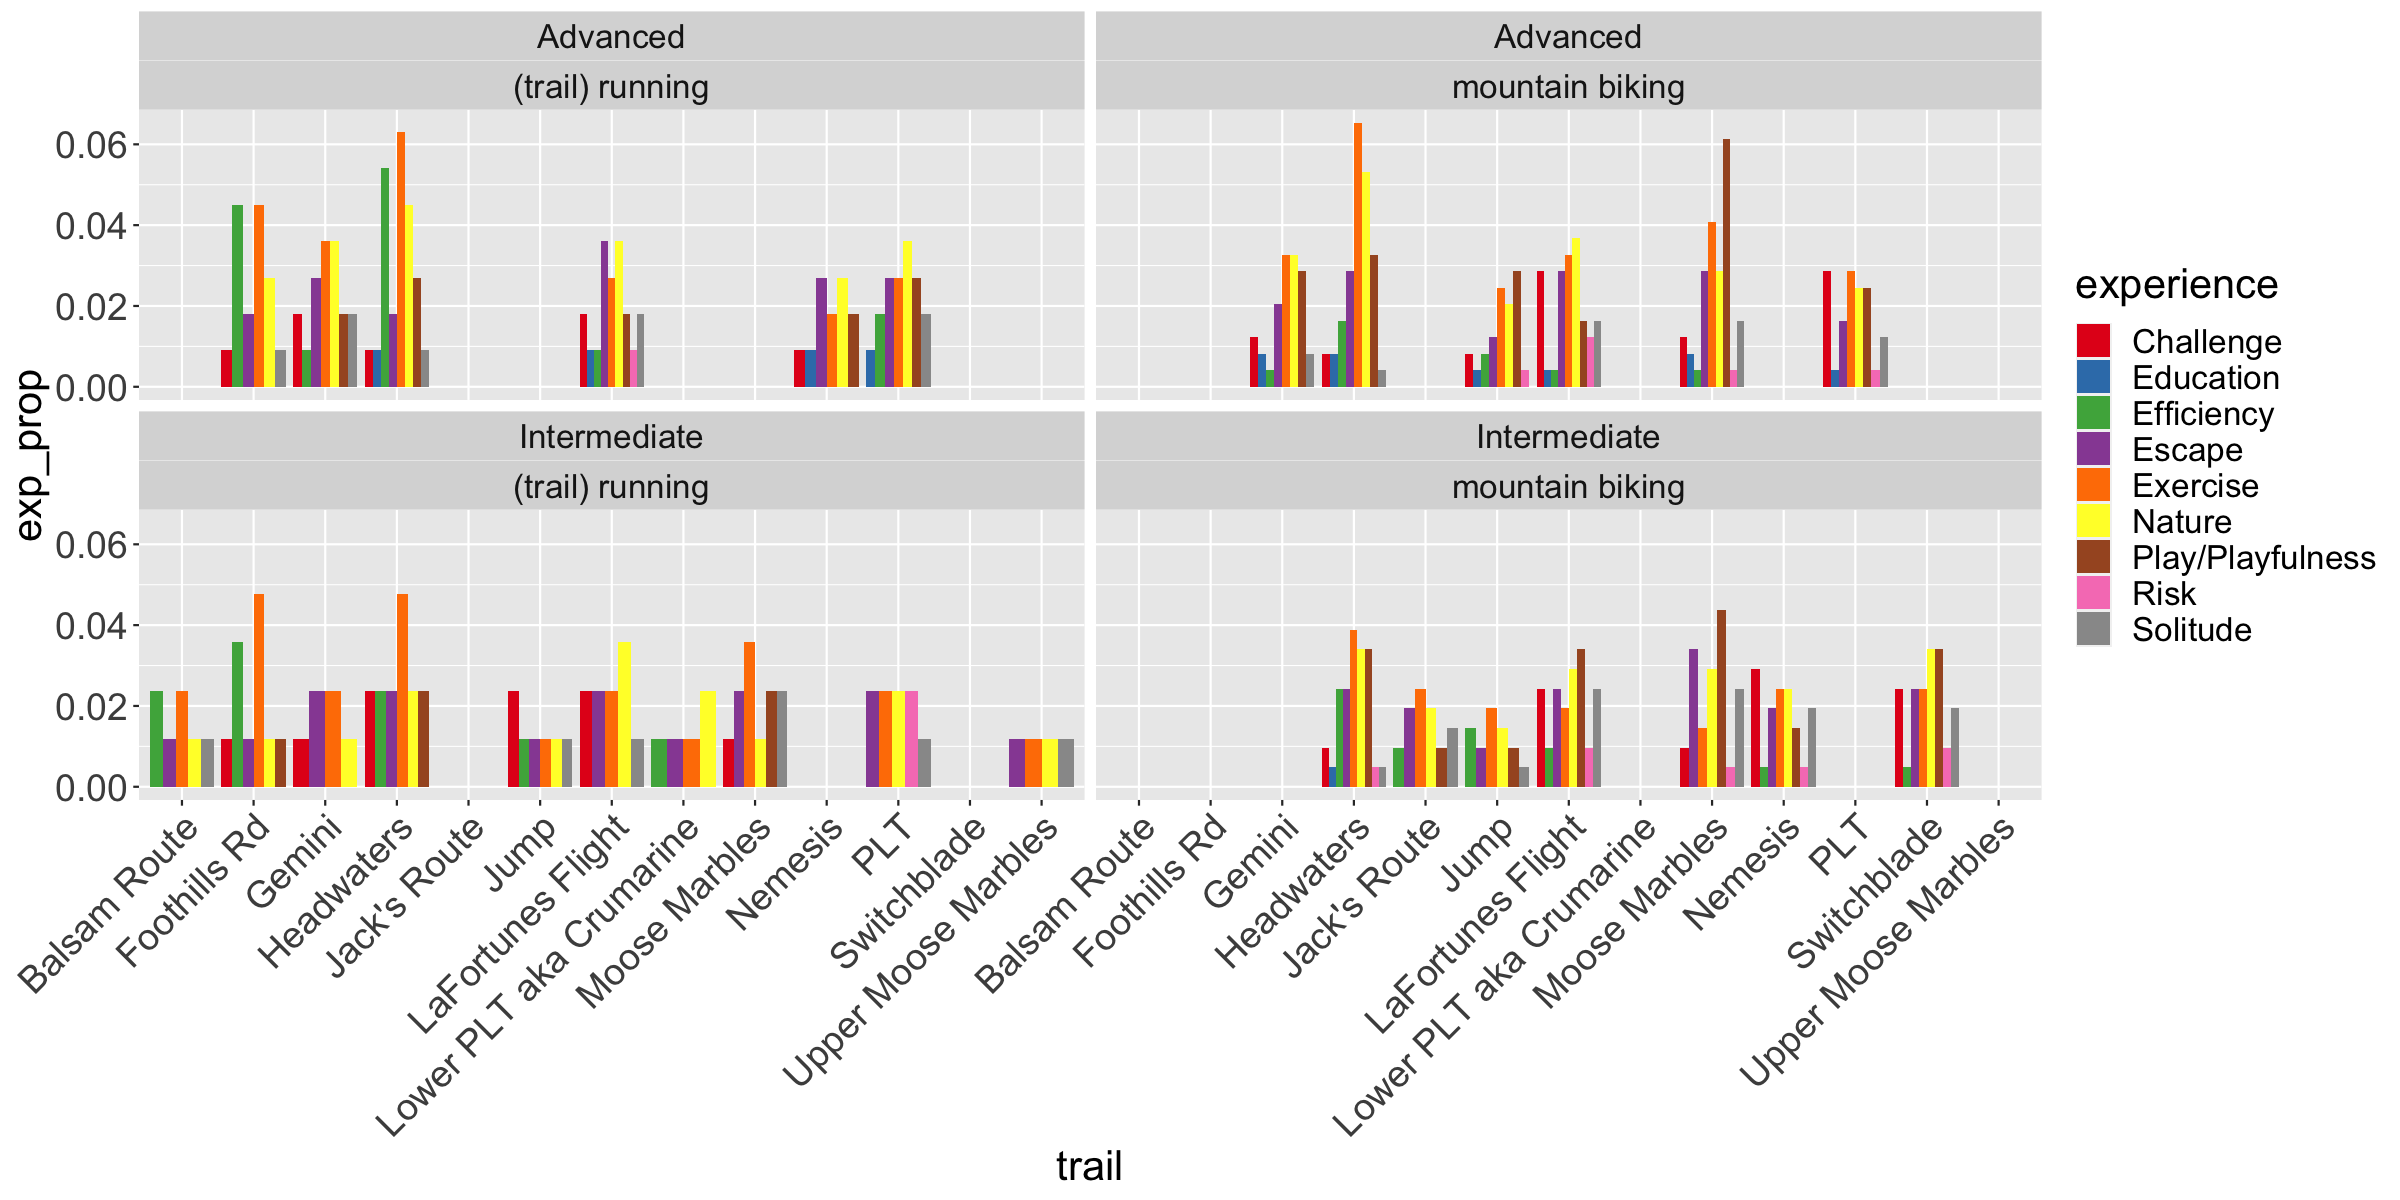 Advanced
(trail) running
Advanced
mountain biking
0.06
0.04
0.02
0.00
Intermediate
(trail) running
Intermediate
mountain biking
0.06
0.04
0.02
0.00
exp_prop
Balsam Route
Foothills Rd
Gemini
Headwaters
Jack's Route
Jump
LaFortunes Flight
Lower PLT aka Crumarine
Moose Marbles
Nemesis
PLT
Switchblade
Upper Moose Marbles
Balsam Route
Foothills Rd
Gemini
Headwaters
Jack's Route
Jump
LaFortunes Flight
Lower PLT aka Crumarine
Moose Marbles
Nemesis
PLT
Switchblade
Upper Moose Marbles
trail
experience
Challenge
Education
Efficiency
Escape
Exercise
Nature
Play/Playfulness
Risk
Solitude